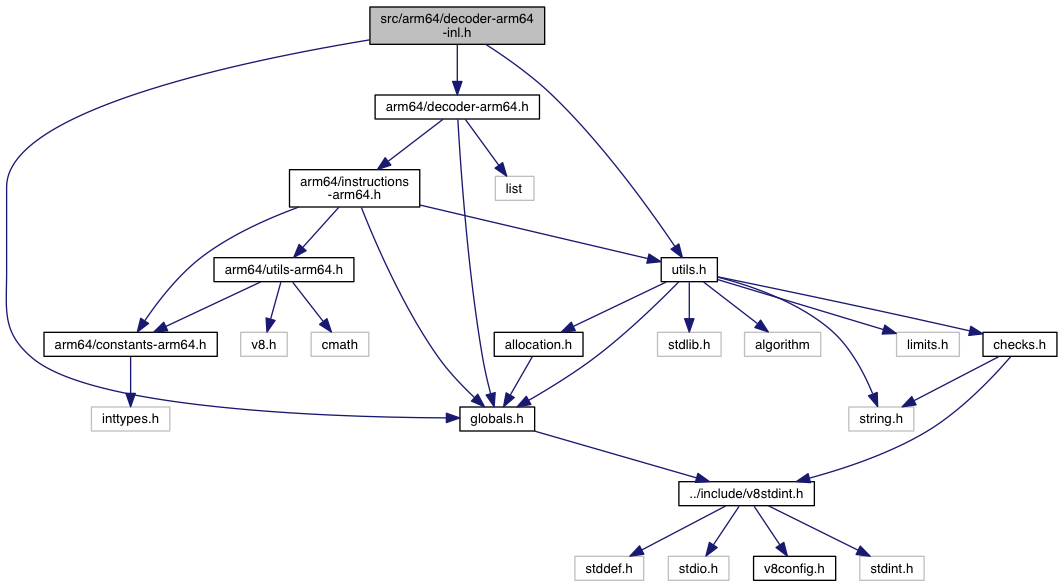 src/arm64/decoder-arm64
-inl.h
arm64/decoder-arm64.h
arm64/instructions
-arm64.h
list
arm64/utils-arm64.h
utils.h
arm64/constants-arm64.h
v8.h
cmath
allocation.h
stdlib.h
algorithm
limits.h
checks.h
inttypes.h
globals.h
string.h
../include/v8stdint.h
stddef.h
stdio.h
v8config.h
stdint.h